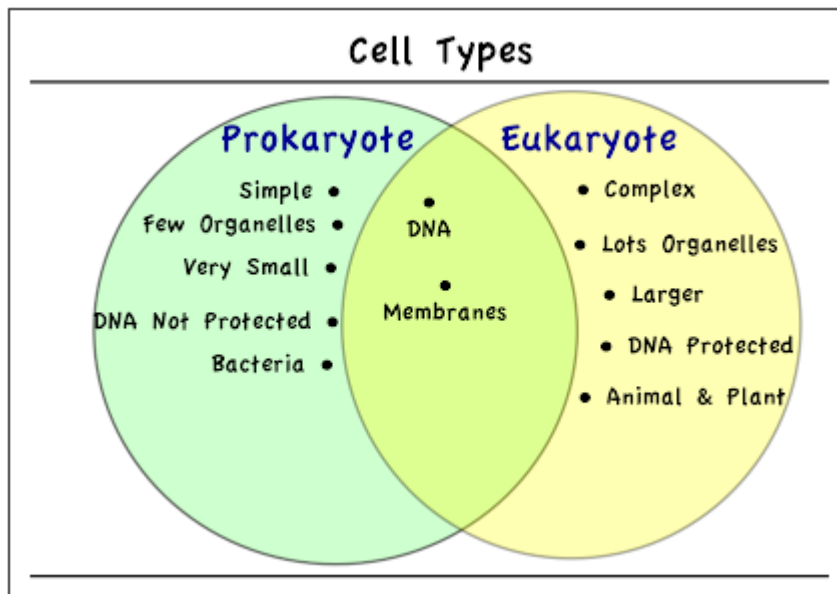 Cell Types
Prokaryote
Simple
Few Organelles
Very Small
DNA Not Protected
Bacteria
DNA
Membranes
Eukaryote
Complex
Lots Organelles
Larger
DNA Protected
Animal & Plant